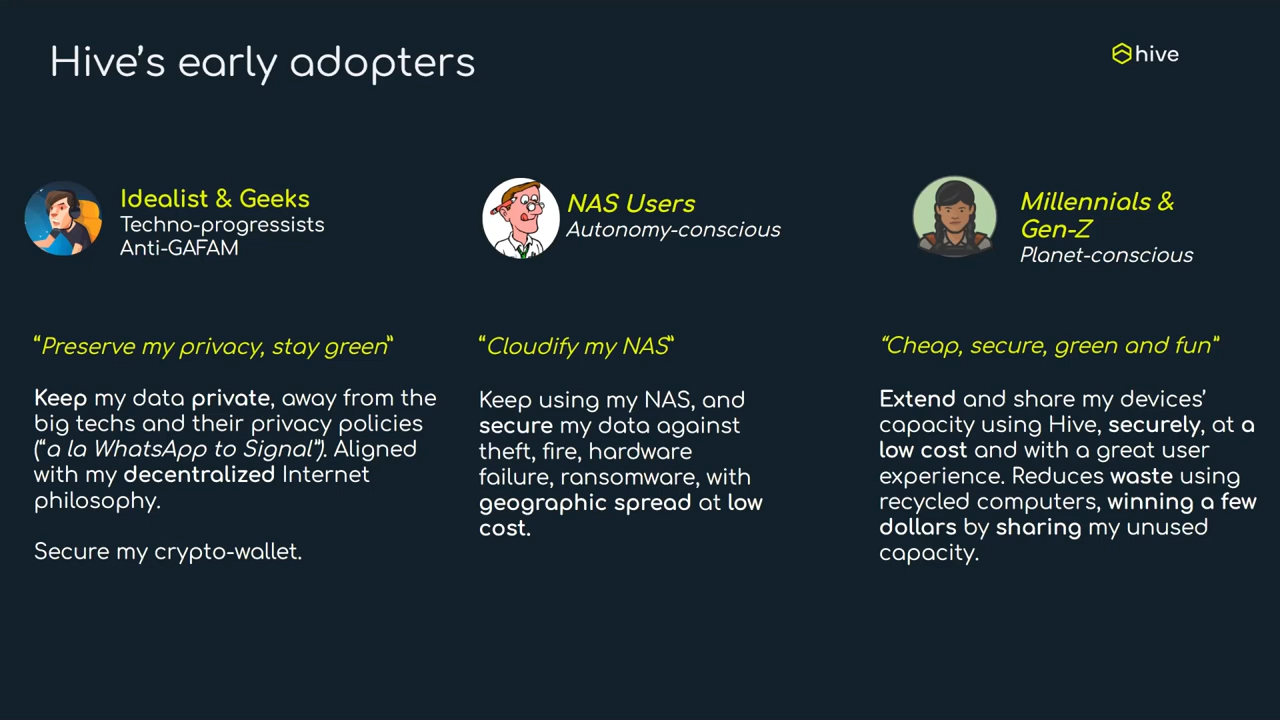 Hive’s early adopters
hive
Idealist & Geeks
Techno-progressists
Anti-GAFAM
“Preserve my privacy, stay green”
Keep my data private, away from the
big techs and their privacy policies
(“a la WhatsApp to Signal”). Aligned
with my decentralized Internet
philosophy.
Secure my crypto-wallet.
NAS Users
Autonomy-conscious
“Cloudify my NAS”
Keep using my NAS, and
secure my data against
theft, fire, hardware
failure, ransomware, with
geographic spread at low
cost.
Millennials &
Gen-Z
Planet-conscious
“Cheap, secure, green and fun”
Extend and share my devices’
capacity using Hive, securely, at a
low cost and with a great user
experience. Reduces waste using
recycled computers, winning a few
dollars by sharing my unused
capacity.